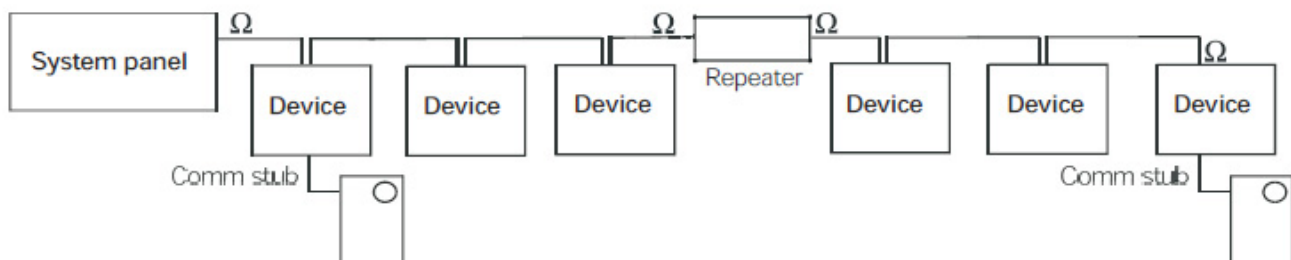 Ω Ω Ω
System panel
Repeater
Ω
Device Device Device Device Device Device
Comm stub Comm stub